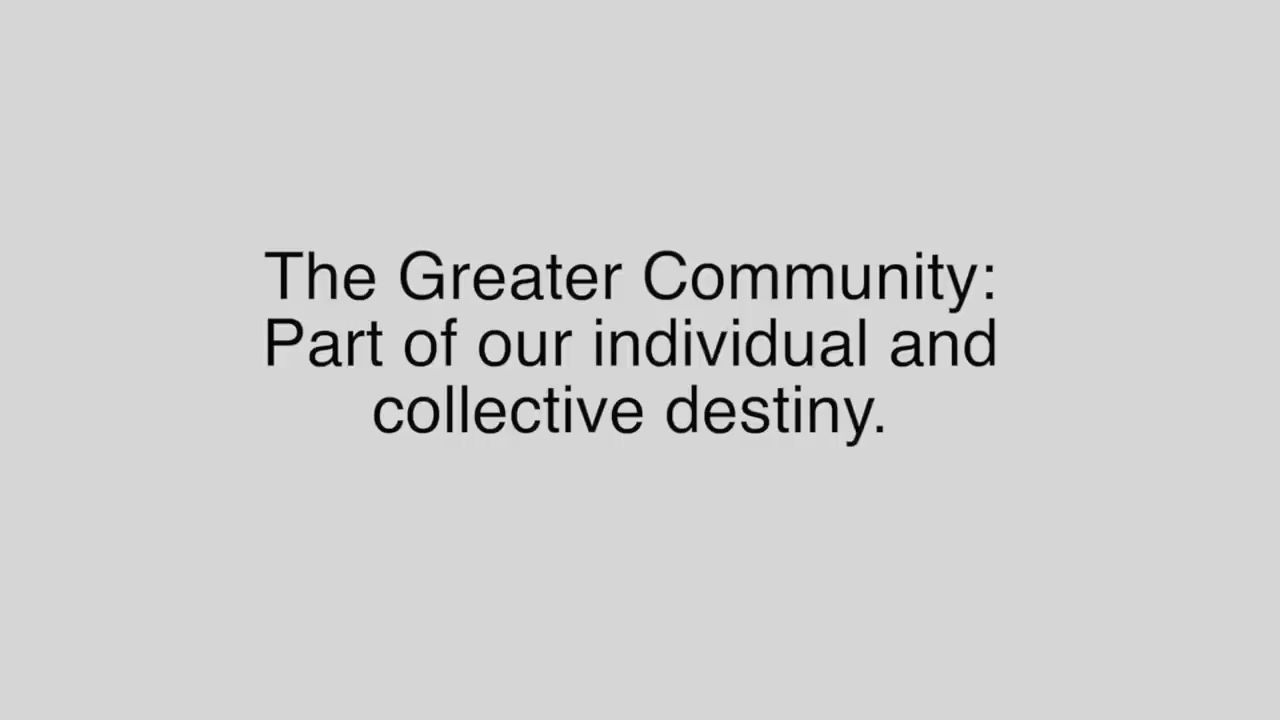 The Greater Community:
Part of our individual and
collective destiny.